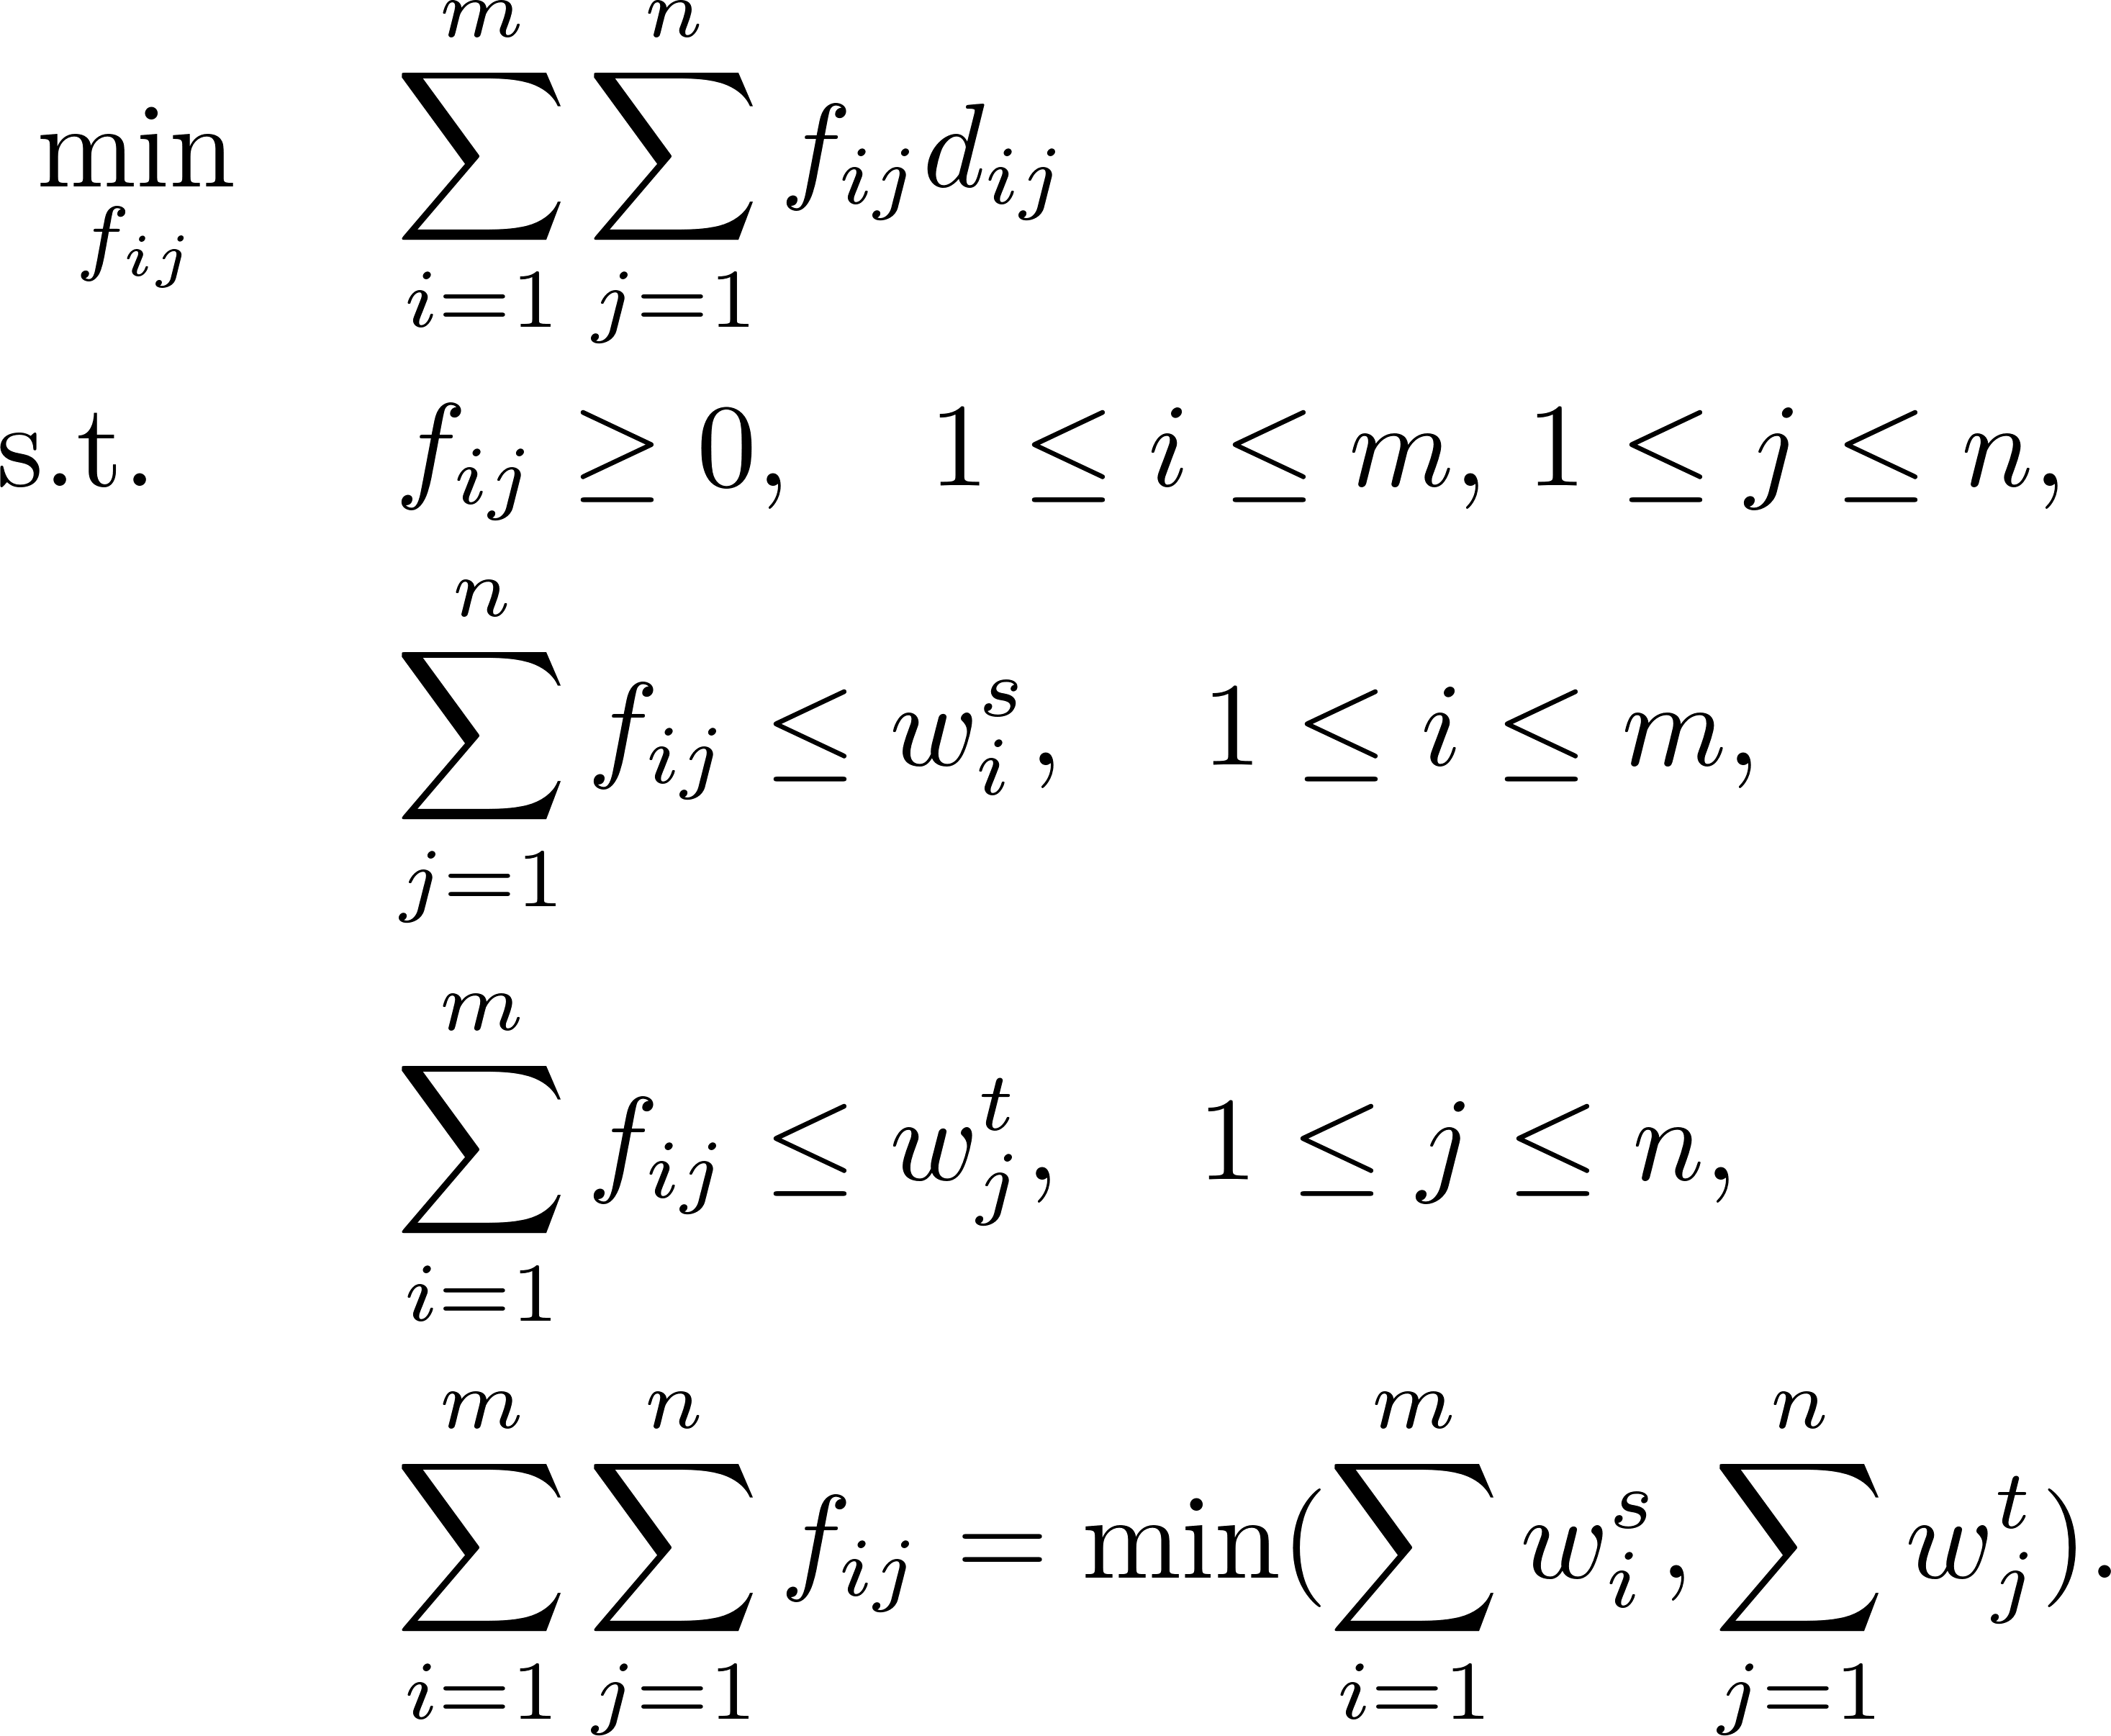 \min_{f_{ij}} \sum_{i=1}^{m} \sum_{j=1}^{n} f_{ij} d_{ij}
s.t. f_{ij} \geq 0, 1 \leq i \leq m, 1 \leq j \leq n,
\sum_{j=1}^{n} f_{ij} \leq w_i^s, 1 \leq i \leq m,
\sum_{i=1}^{m} f_{ij} \leq w_j^t, 1 \leq j \leq n,
\sum_{i=1}^{m} \sum_{j=1}^{n} f_{ij} = \min(\sum_{i=1}^{m} w_i^s, \sum_{j=1}^{n} w_j^t).